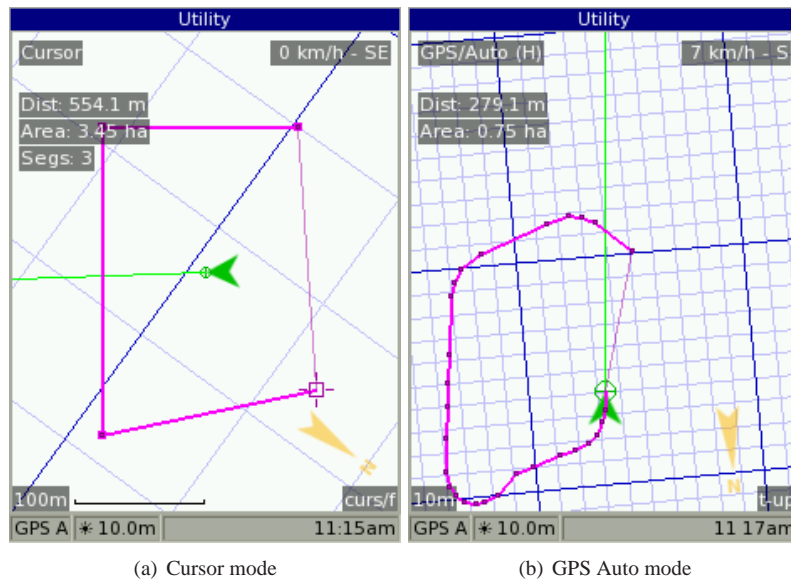 Utility
Cursor
0 km/h - SE
Dist: 554.1 m
Area: 3.45 ha
Segs: 3
N
100m
curs/f
GPS A
10.0m
11:15am
(a) Cursor mode
Utility
GPS/Auto (H)
7 km/h - S
Dist: 279.1 m
Area: 0.75 ha
N
10m
t-up
GPS A
10.0m
11 17am
(b) GPS Auto mode